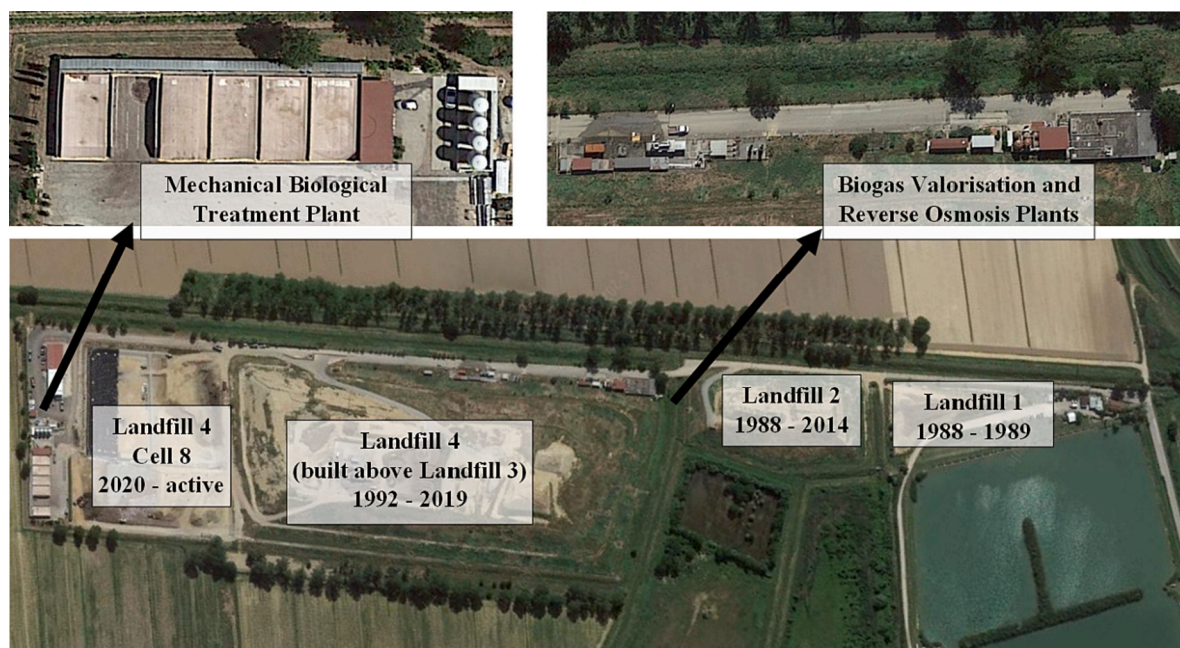 Mechanical Biological
Treatment Plant
Biogas Valorisation and
Reverse Osmosis Plants
Landfill 4
Cell 8
2020 - active
Landfill 4
(built above Landfill 3)
1992 - 2019
Landfill 2
1988 - 2014
Landfill 1
1988 - 1989